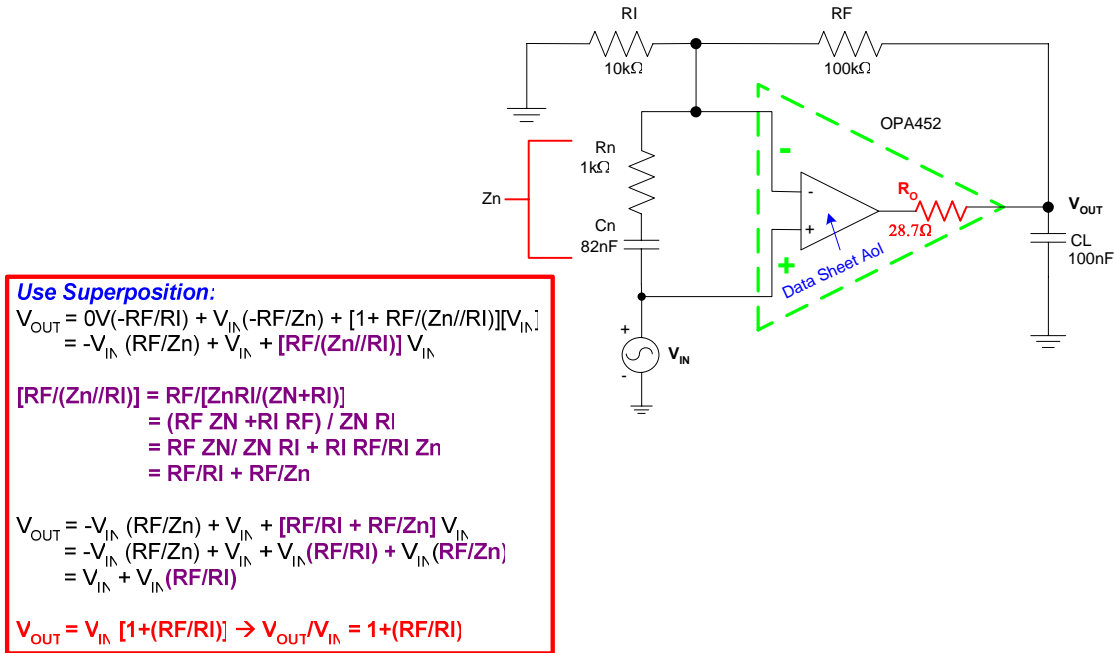 RI
RF
10kΩ
100kΩ
OPA452
Rn
1kΩ
-
Zn
RO
-
VOUT
+
28.7Ω
Cn
82nF
CL
100nF
+
Data Sheet Aol
+
VIN
-
Use Superposition:
VOUT = 0V(-RF/RI) + VIN(-RF/Zn) + [1+ RF/(Zn//RI)][VIN]
= -VIN (RF/Zn) + VIN + [RF/(Zn//RI)] VIN
[RF/(Zn//RI)] = RF/[ZnRI/(ZN+RI)]
= (RF ZN +RI RF) / ZN RI
= RF ZN/ ZN RI + RI RF/RI Zn
= RF/RI + RF/Zn
VOUT = -VIN (RF/Zn) + VIN + [RF/RI + RF/Zn] VIN
= -VIN (RF/Zn) + VIN + VIN(RF/RI) + VIN(RF/Zn)
= VIN + VIN(RF/RI)
VOUT = VIN [1+(RF/RI)] → VOUT/VIN = 1+(RF/RI)